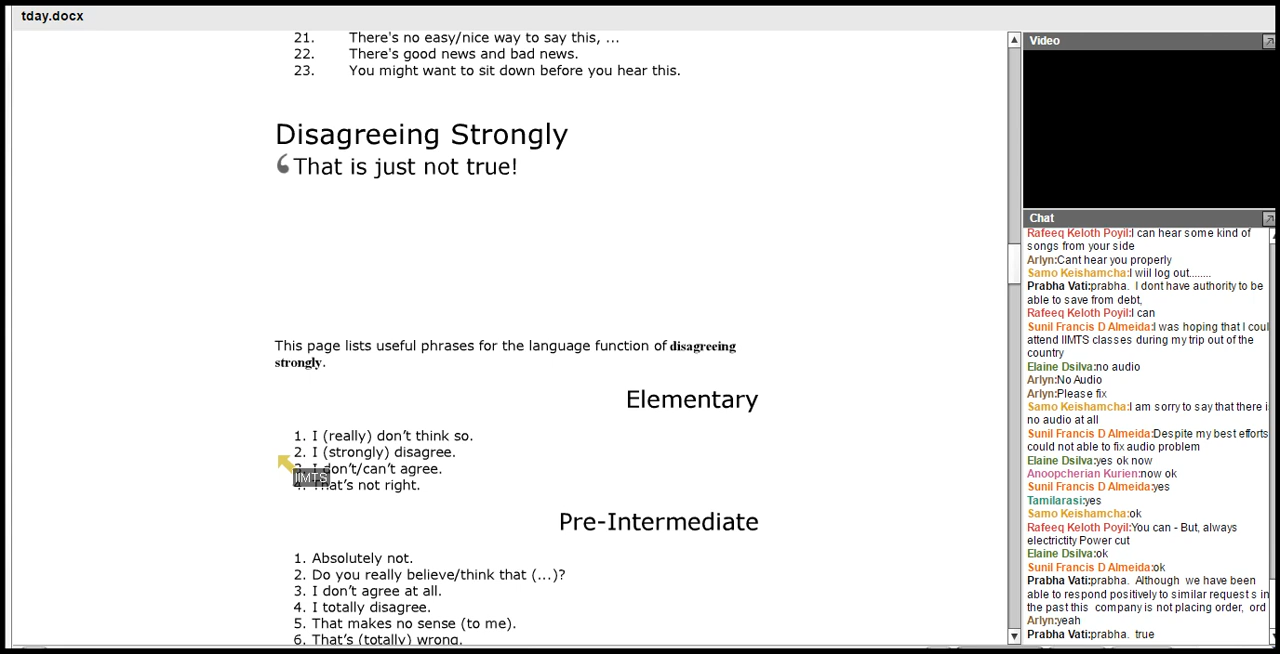 tday.docx
21. There's no easy/nice way to say this, ...
22. There's good news and bad news.
23. You might want to sit down before you hear this.
Disagreeing Strongly
That is just not true!
This page lists useful phrases for the language function of disagreeing
strongly.
Elementary
1. I (really) don’t think so.
2. I (strongly) disagree.
I don’t/can’t agree.
IIMTS
That’s not right.
Pre-Intermediate
1. Absolutely not.
2. Do you really believe/think that (...)?
3. I don’t agree at all.
4. I totally disagree.
5. That makes no sense (to me).
6. That’s (totally) wrong.
Video
Chat
Rafeeq Keloth Poyil:I can hear some kind of
songs from your side
Arlyn:Cant hear you properly
Samo Keishamcha:I wiil log out........
Prabha Vati:prabha. I dont have authority to be
able to save from debt,
Rafeeq Keloth Poyil:I can
Sunil Francis D Almeida:I was hoping that I coul
attend IIMTS classes during my trip out of the
country
Elaine Dsilva:no audio
Arlyn:No Audio
Arlyn:Please fix
Samo Keishamcha:I am sorry to say that there i
no audio at all
Sunil Francis D Almeida:Despite my best efforts
could not able to fix audio problem
Elaine Dsilva:yes ok now
Anoopcherian Kurien:now ok
Sunil Francis D Almeida:yes
Tamilarasi:yes
Samo Keishamcha:ok
Rafeeq Keloth Poyil:You can - But, always
electrictity Power cut
Elaine Dsilva:ok
Sunil Francis D Almeida:ok
Prabha Vati:prabha. Although we have been
able to respond positively to similar request s in
the past this company is not placing order, ord
Arlyn:yeah
Prabha Vati:prabha. true